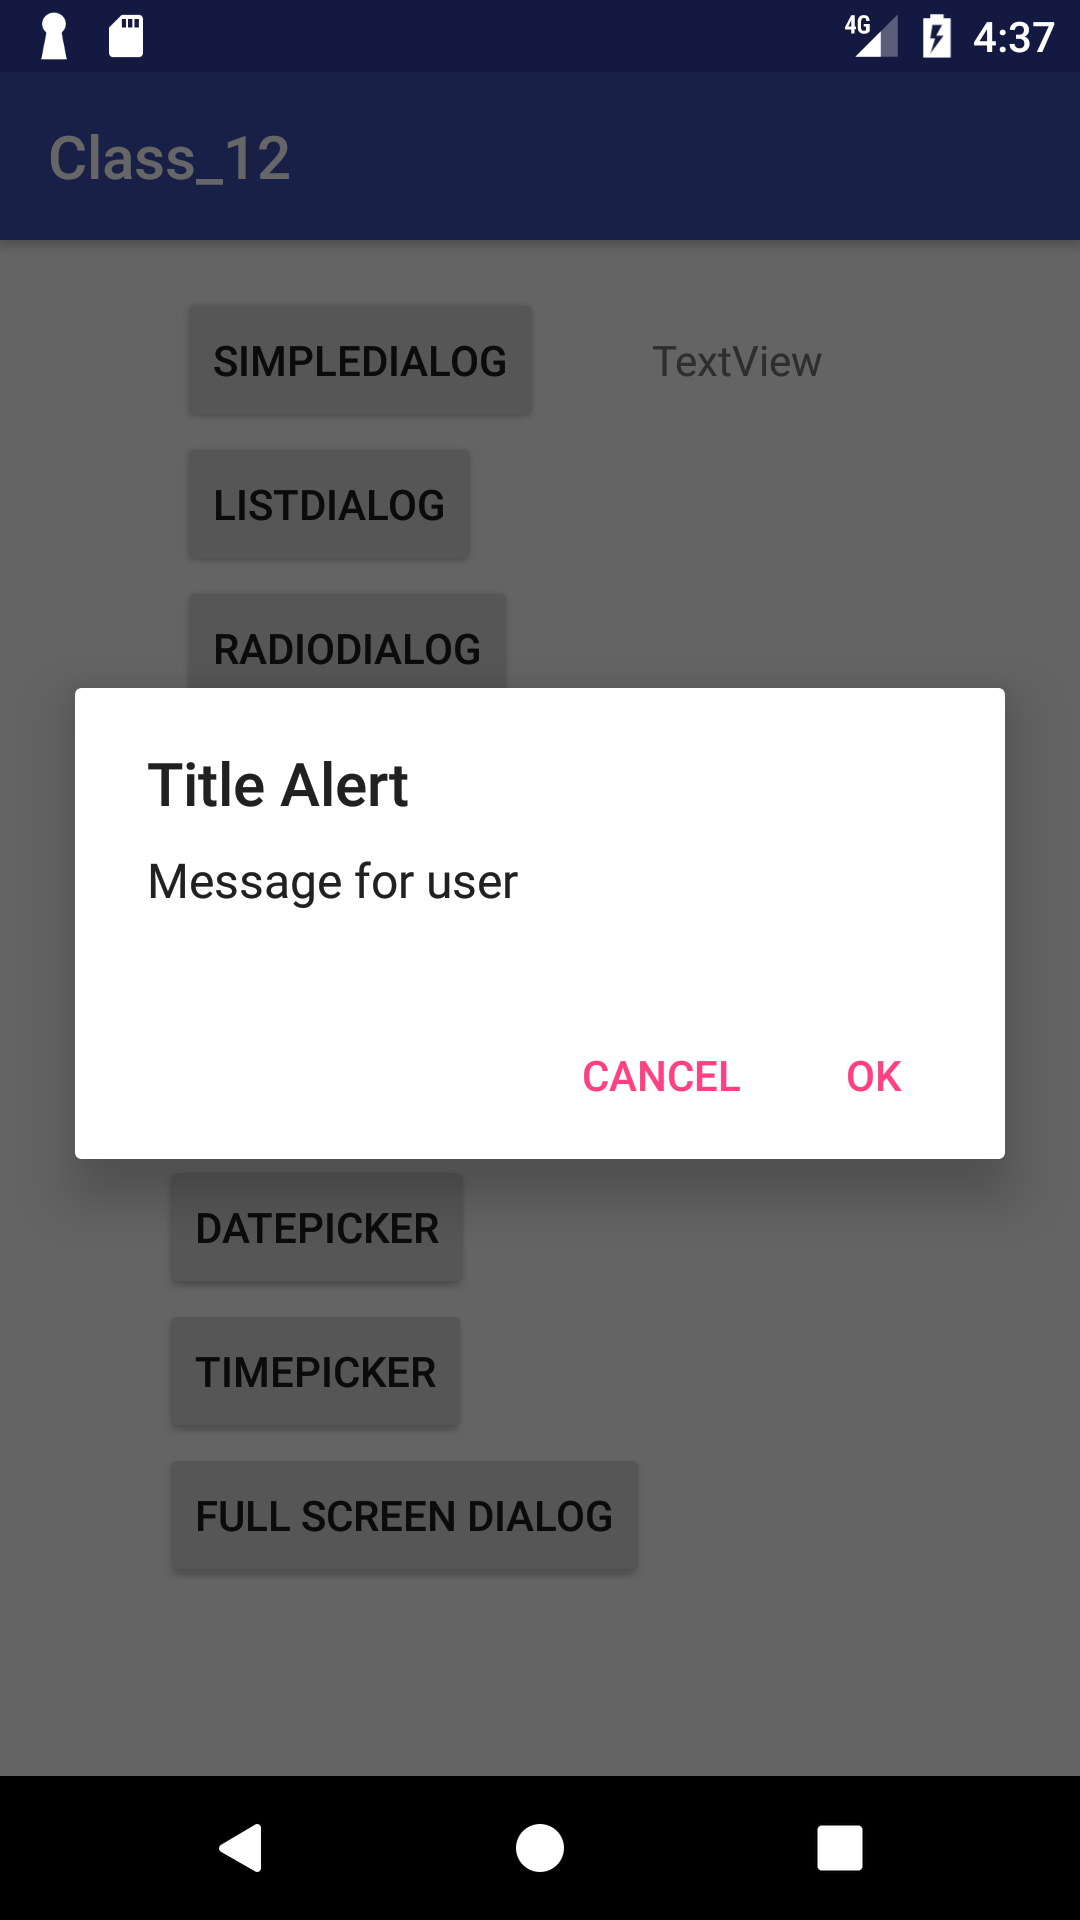 4G 4:37
Class_12
SIMPLEDIALOG TextView
LISTDIALOG
RADIODIALOG
Title Alert
Message for user
CANCEL OK
DATEPICKER
TIMEPICKER
FULL SCREEN DIALOG